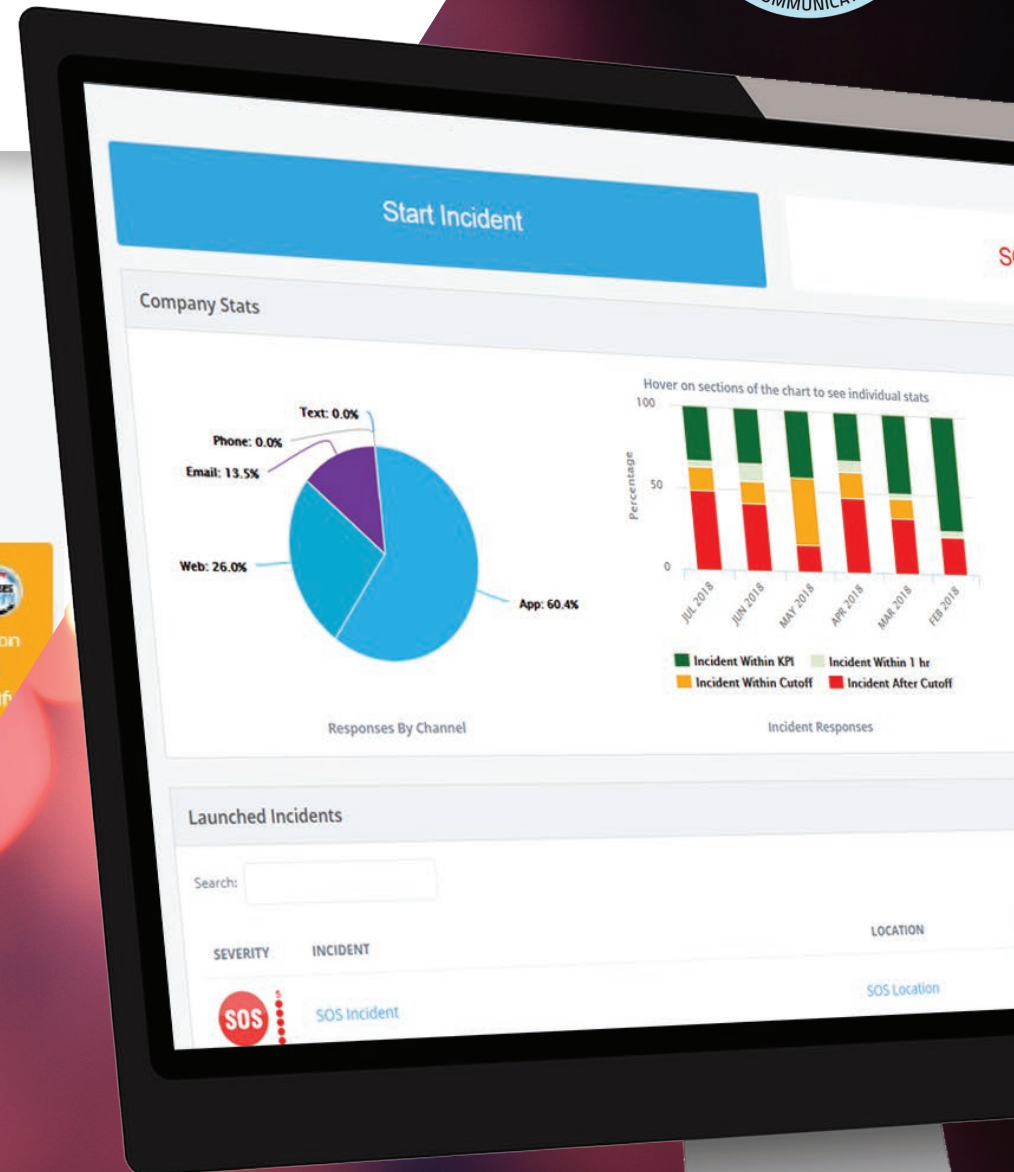 Start Incident
Company Stats
Text: 0.0%
Phone: 0.0%
Email: 13.5%
Web: 26.0%
App: 60.4%
Responses By Channel
Hover on sections of the chart to see individual stats
100
50
0
Percentage
JUL 2018
JUN 2018
MAY 2018
APR 2018
MAR 2018
FEB 2018
Incident Within KPI
Incident Within 1 hr
Incident Within Cutoff
Incident After Cutoff
Incident Responses
Launched Incidents
Search:
SEVERITY
INCIDENT
LOCATION
SOS
5
SOS Incident
SOS Location